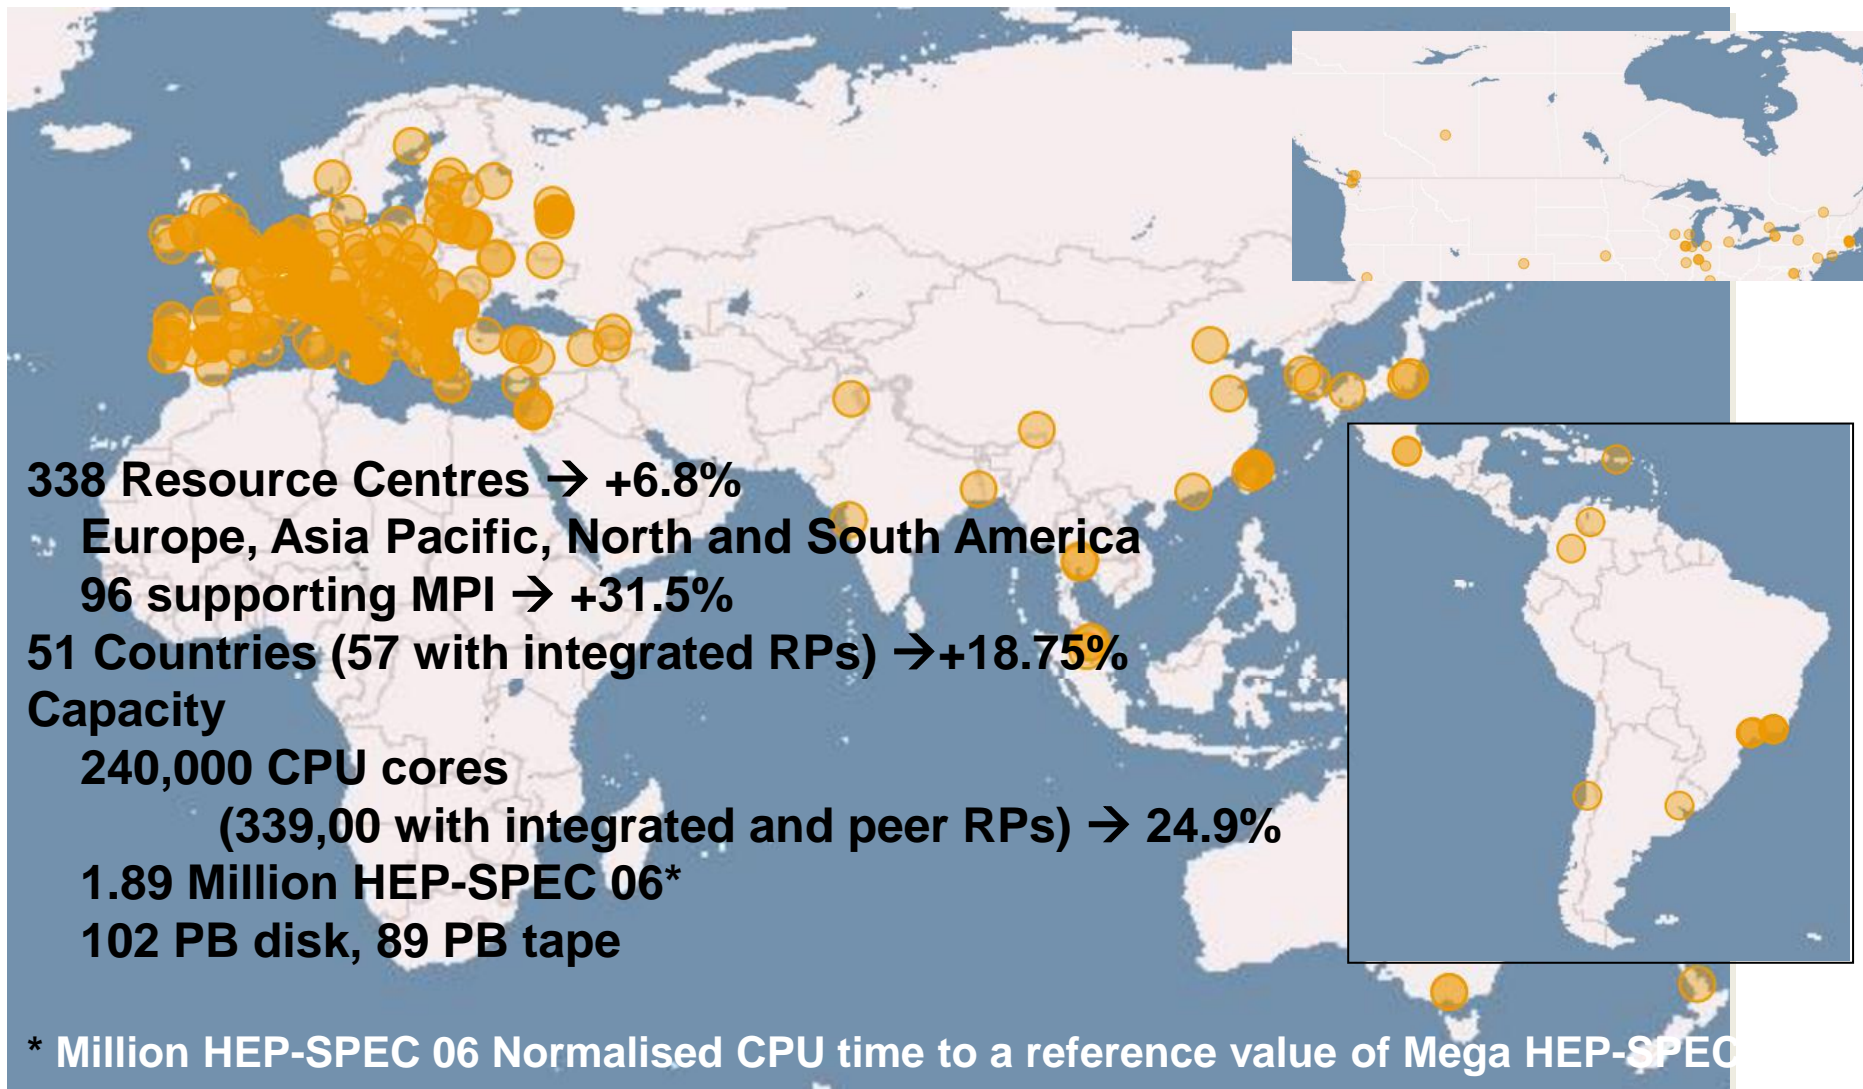 338 Resource Centres → +6.8%
Europe, Asia Pacific, North and South America
96 supporting MPI → +31.5%
51 Countries (57 with integrated RPs) →+18.75%
Capacity
240,000 CPU cores
(339,00 with integrated and peer RPs) → 24.9%
1.89 Million HEP-SPEC 06*
102 PB disk, 89 PB tape
* Million HEP-SPEC 06 Normalised CPU time to a reference value of Mega HEP-SPEC